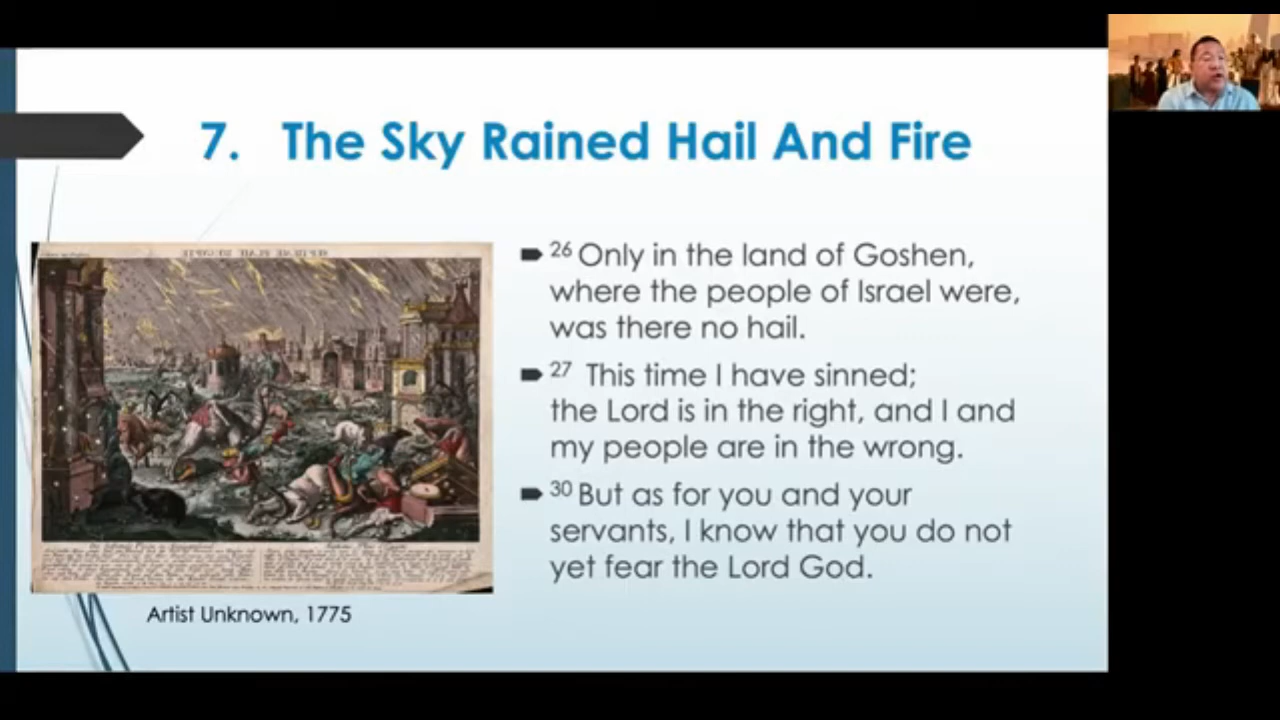 7. The Sky Rained Hail And Fire
26 Only in the land of Goshen,
where the people of Israel were,
was there no hail.
27 This time I have sinned;
the Lord is in the right, and I and
my people are in the wrong.
30 But as for you and your
servants, I know that you do not
yet fear the Lord God.
Artist Unknown, 1775